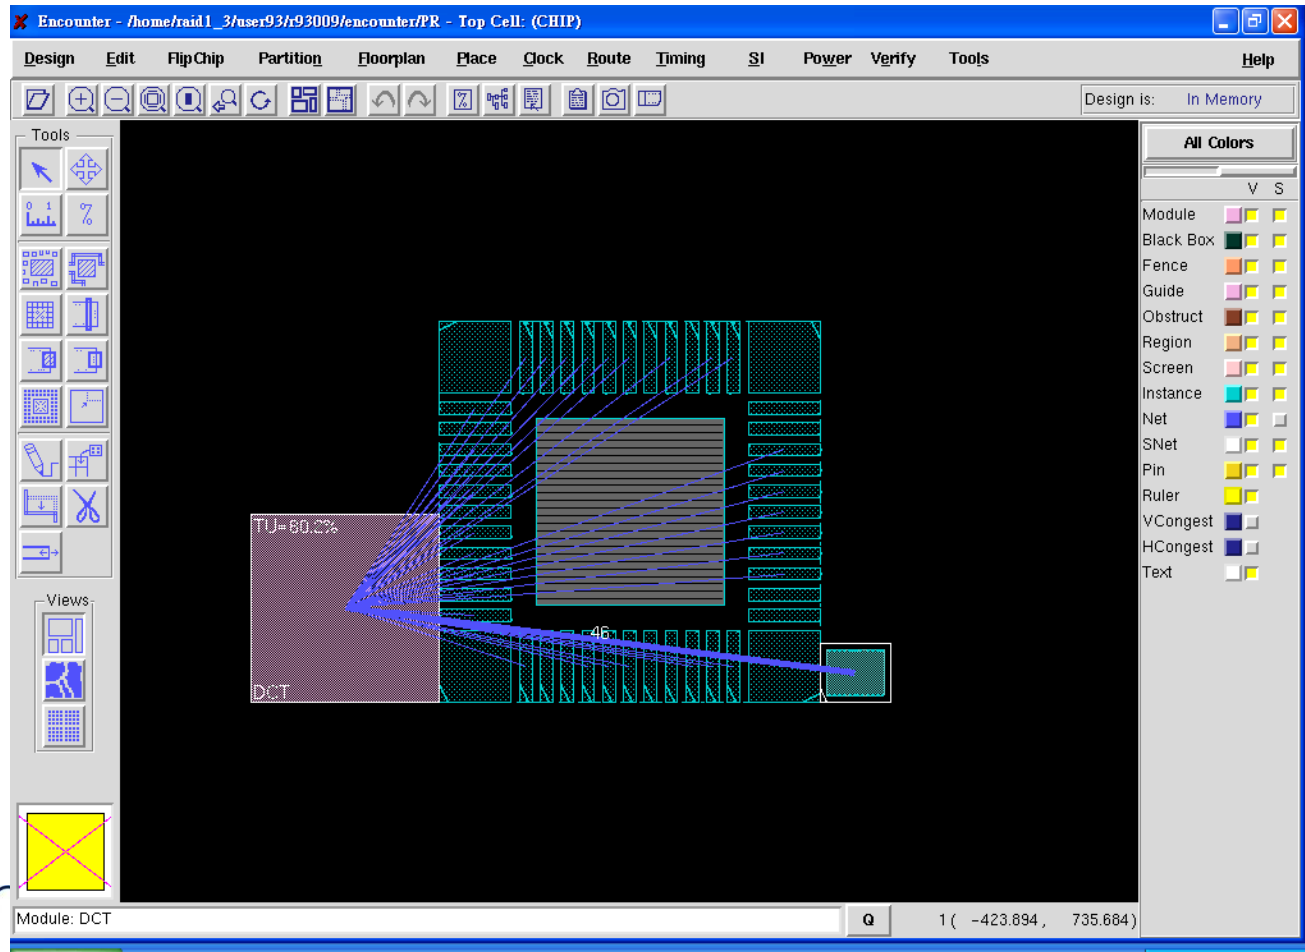 Encounter - /home/raid1_3/user93/r93009/encounter/PR - Top Cell: (CHIP)
Design Edit FlipChip Partition Floorplan Place Clock Route Timing SI Power Verify Tools Help
Design is: In Memory
Tools
0 1
%
All Colors
V S
Module
Black Box
Fence
Guide
Obstruct
Region
Screen
Instance
Net
SNet
Pin
Ruler
VCongest
HCongest
Text
TU=60.2%
46
DCT
Views
Module: DCT
Q
1 ( -423.894 , 735.684)